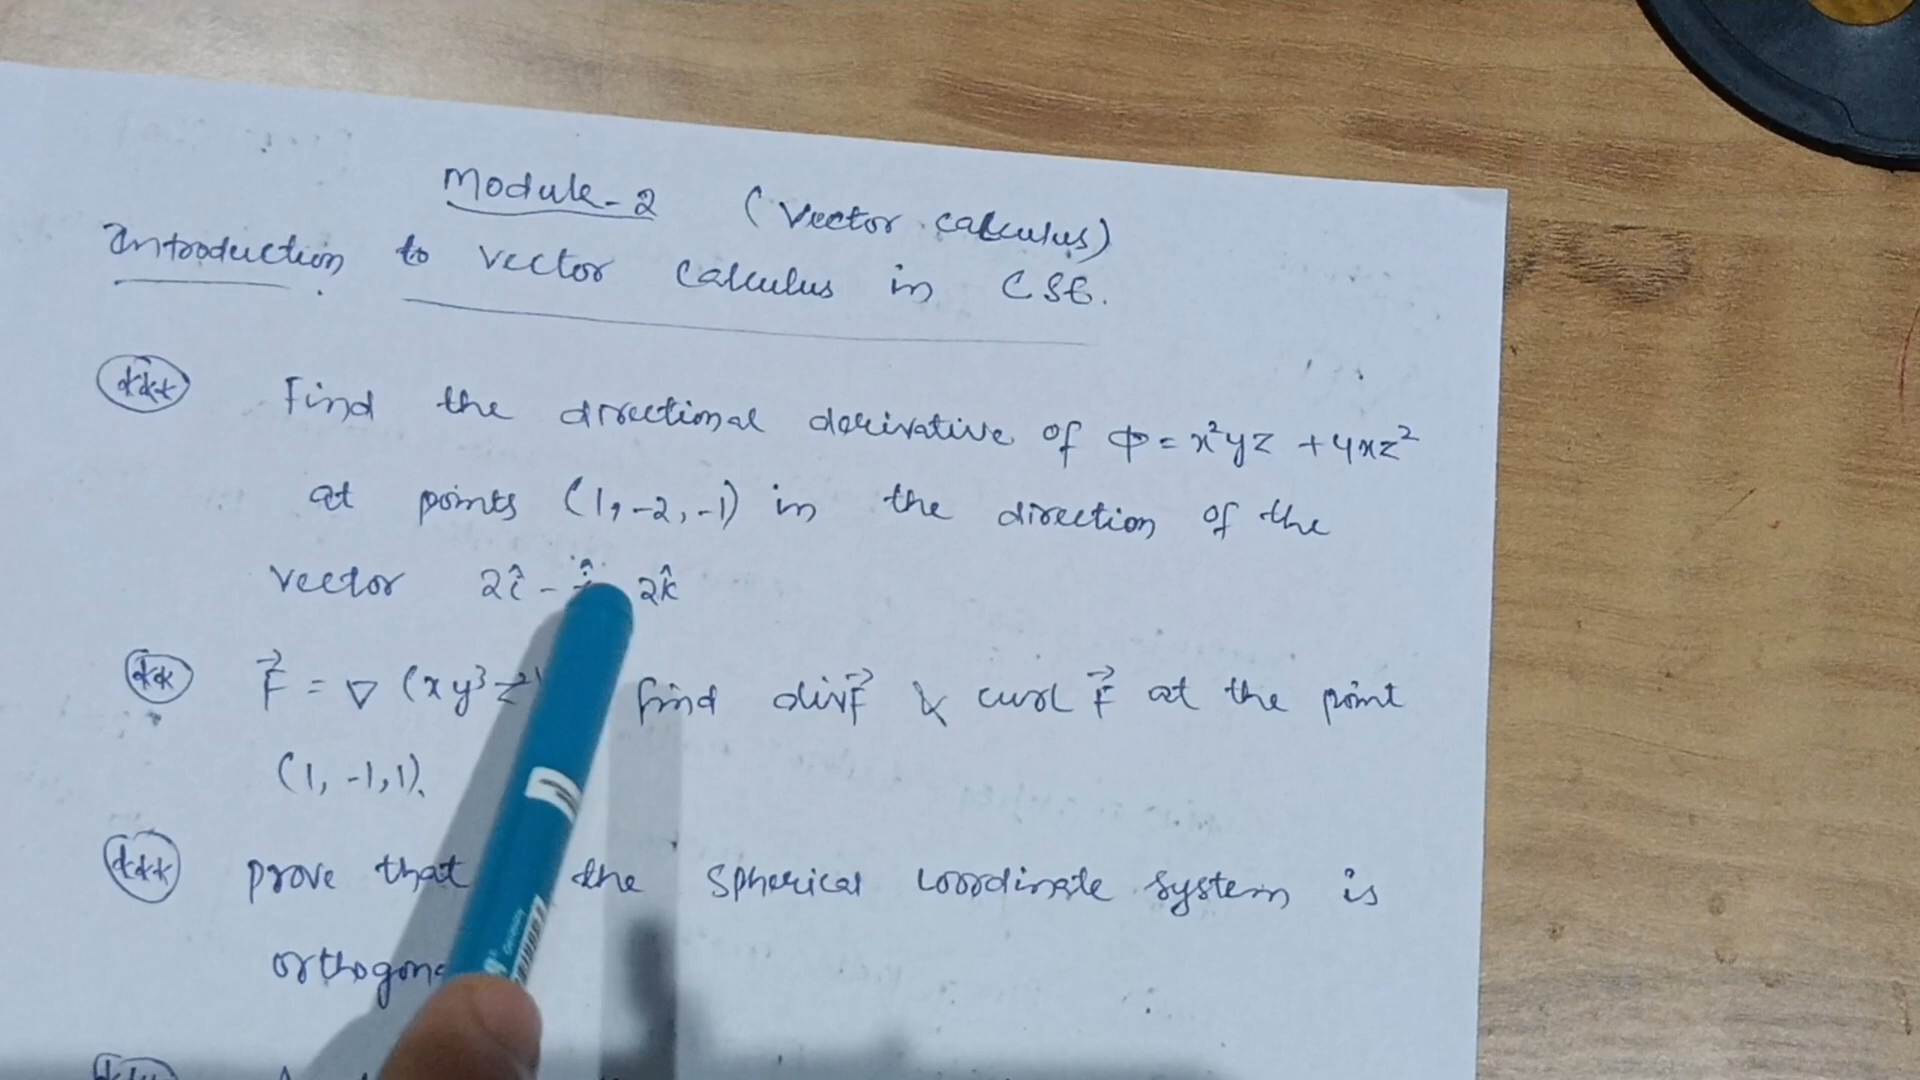 Module-2 (Vector calculus)
Introduction to vector calculus in CSE.
*** Find the directional derivative of φ = x²yz + 4xz²
at points (1, -2, -1) in the direction of the
vector 2î - 2k̂
** F⃗ = ∇ (xy³z² find div F⃗ & curl F⃗ at the point
(1, -1, 1).
*** prove that the spherical coordinate system is